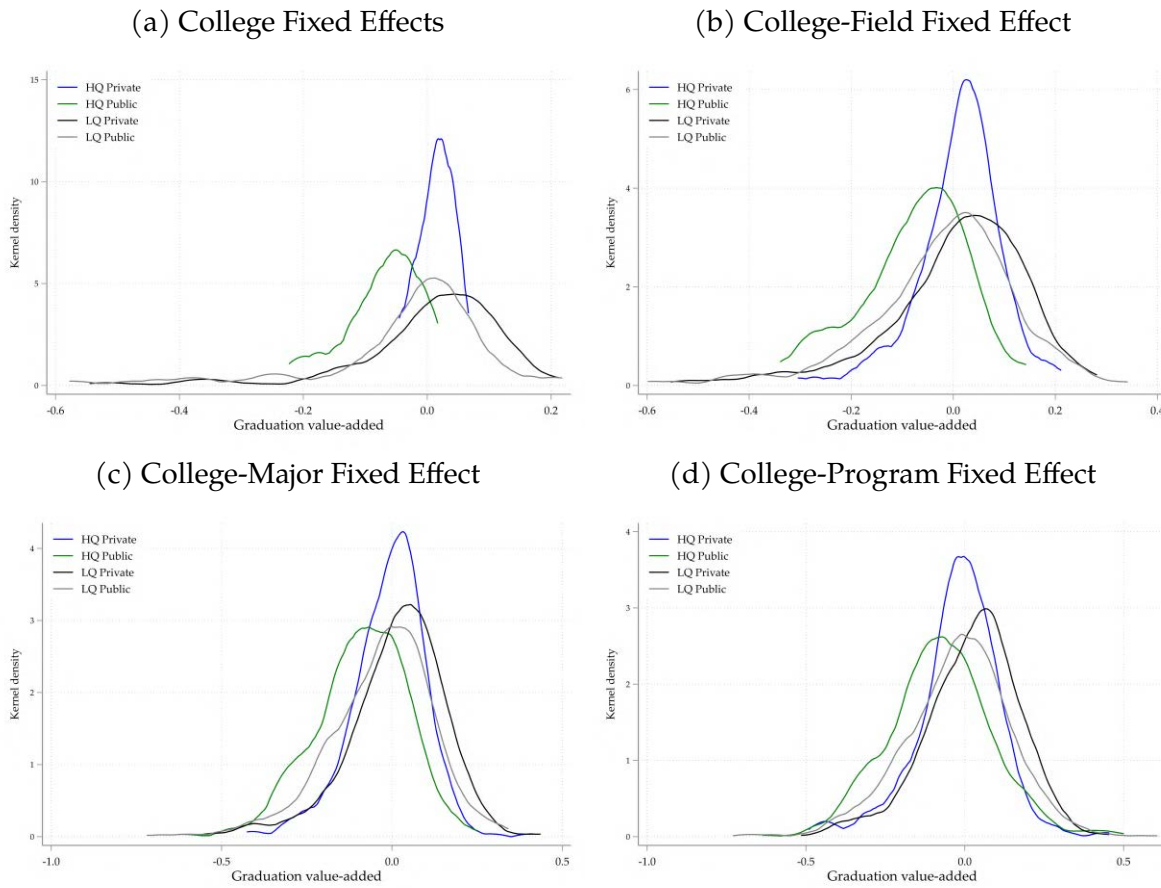 (a) College Fixed Effects
HQ Private
HQ Public
LQ Private
LQ Public
15
10
5
0
Kernel density
-0.6
-0.4
-0.2
0.0
0.2
Graduation value-added
(b) College-Field Fixed Effect
HQ Private
HQ Public
LQ Private
LQ Public
6
4
2
0
Kernel density
-0.6
-0.4
-0.2
0.0
0.2
0.4
Graduation value-added
(c) College-Major Fixed Effect
HQ Private
HQ Public
LQ Private
LQ Public
4
3
2
1
0
Kernel density
-1.0
-0.5
0.0
0.5
Graduation value-added
(d) College-Program Fixed Effect
HQ Private
HQ Public
LQ Private
LQ Public
4
3
2
1
0
Kernel density
-1.0
-0.5
0.0
0.5
Graduation value-added